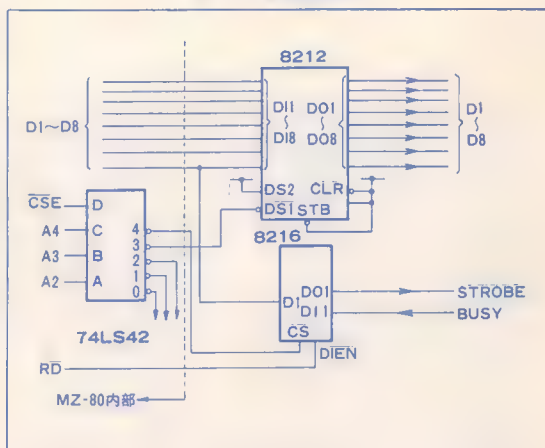 8212
DI1
~
DI8
DO1
~
DO8
D1
~
D8
D1~D8
DS2
CLR
DS1 STB
CSE
D
A4
C
A3
B
A2
A
4
3
2
1
0
74LS42
8216
D1
DO1
DI1
CS
STROBE
BUSY
DIEN
RD
MZ-80内部